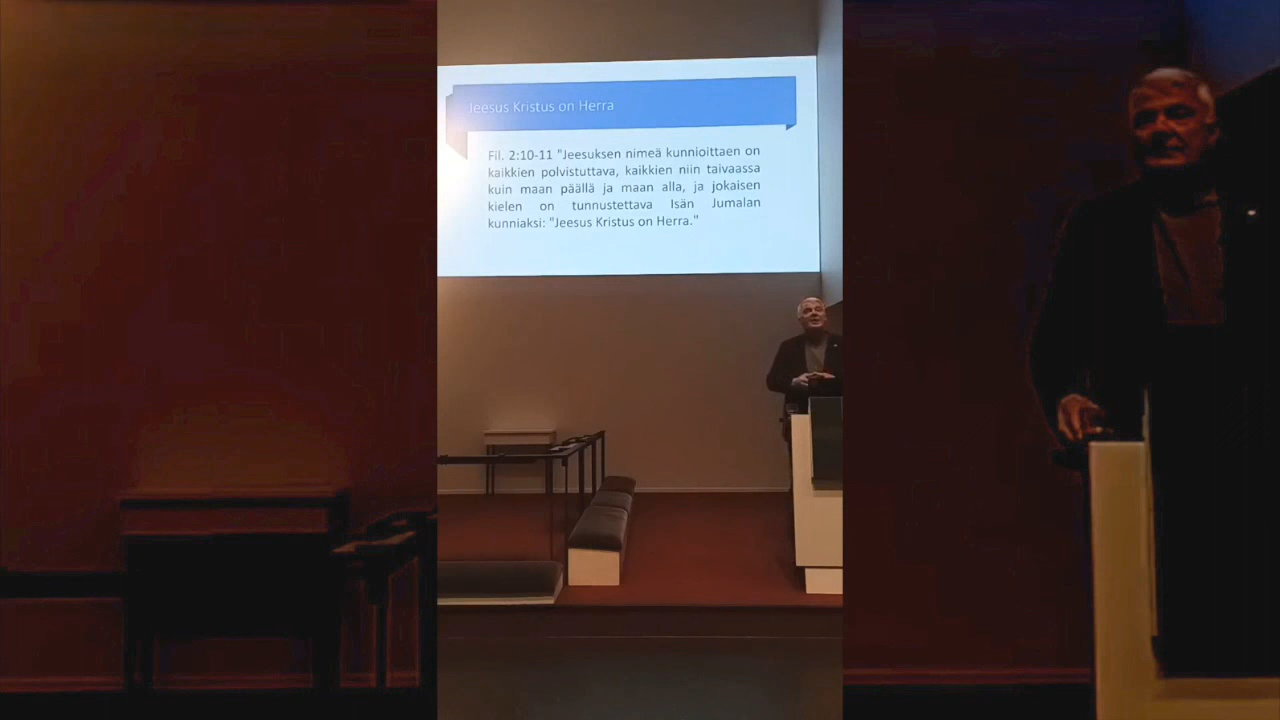 Jeesus Kristus on Herra
Fil. 2:10-11 "Jeesuksen nimeä kunnioittaen on
kaikkien polvistuttava, kaikkien niin taivaassa
kuin maan päällä ja maan alla, ja jokaisen
kielen on tunnustettava Isän Jumalan
kunniaksi: "Jeesus Kristus on Herra."